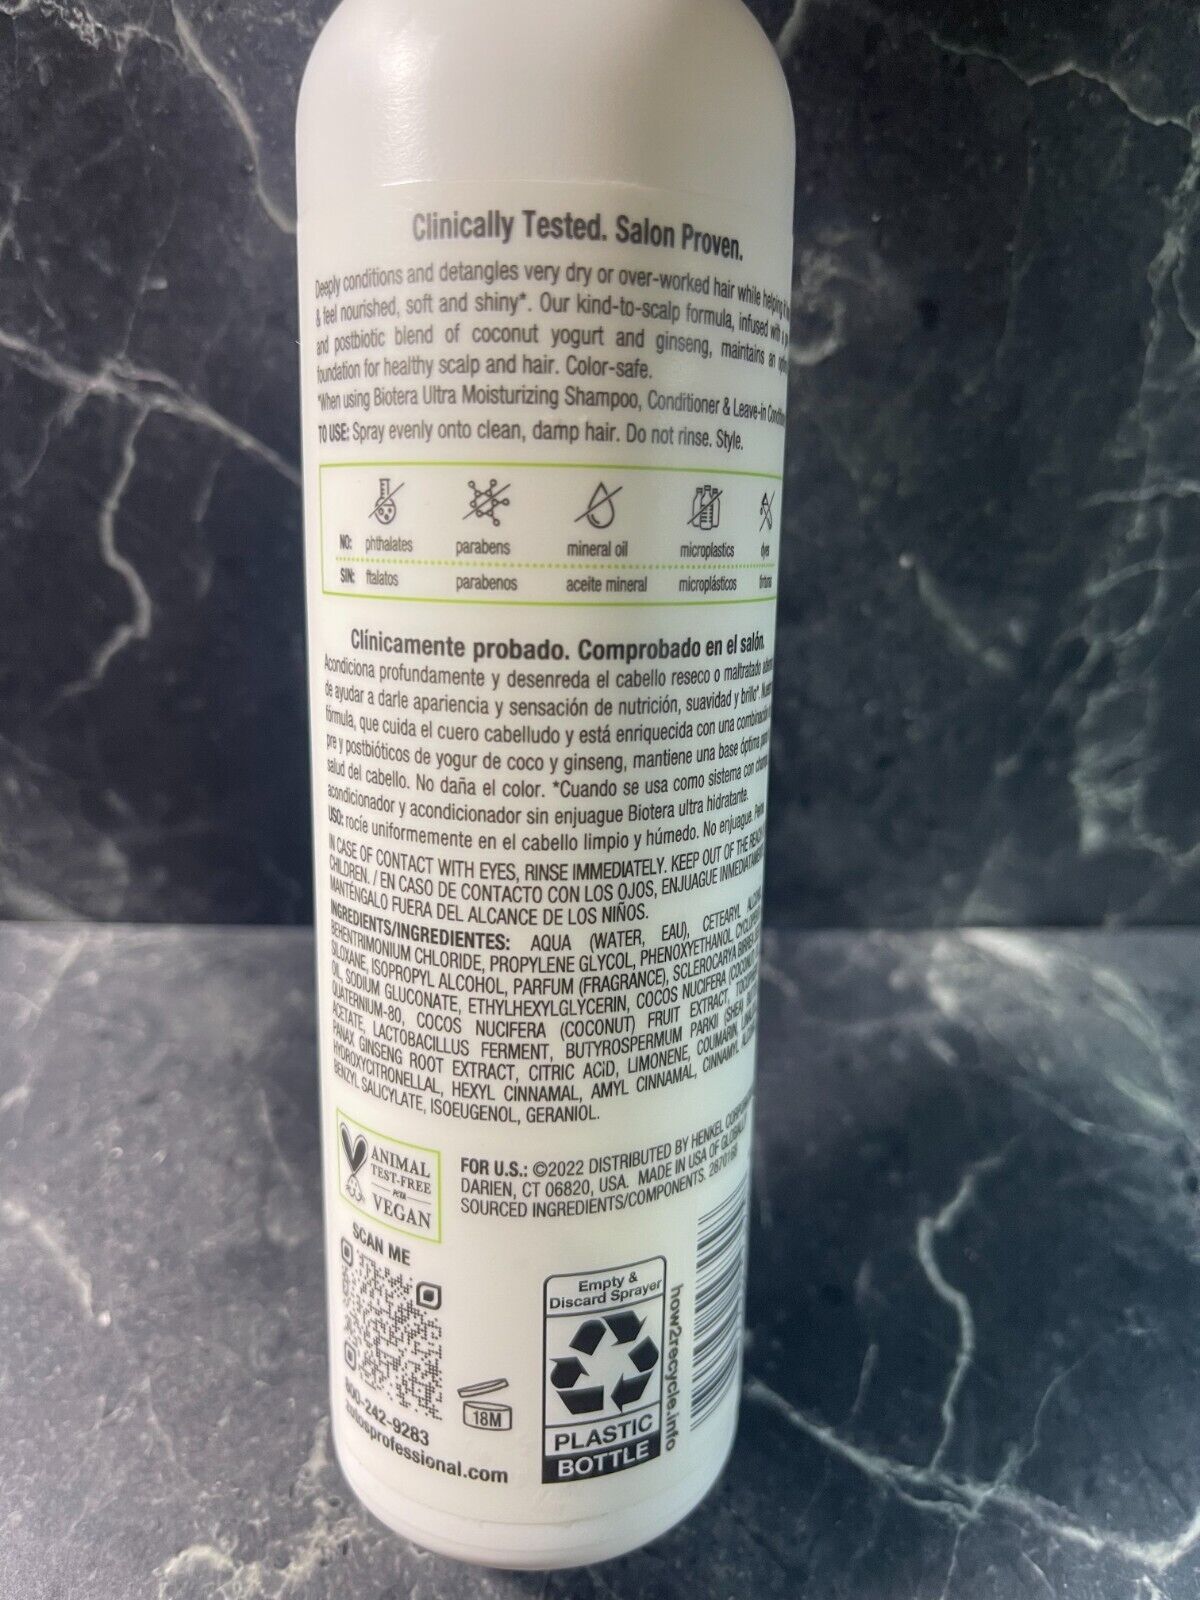 Clinically Tested. Salon Proven.
Deeply conditions and detangles very dry or over-worked hair while helping it
& feel nourished, soft and shiny*. Our kind-to-scalp formula, infused with a
and postbiotic blend of coconut yogurt and ginseng, maintains an
foundation for healthy scalp and hair. Color-safe.
*When using Biotera Ultra Moisturizing Shampoo, Conditioner & Leave-in
TO USE: Spray evenly onto clean, damp hair. Do not rinse. Style.
NO: phthalates parabens mineral oil microplastics dyes
SIN: ftalatos parabenos aceite mineral microplásticos
Clínicamente probado. Comprobado en el salón.
Acondiciona profundamente y desenreda el cabello reseco o maltratado
de ayudar a darle apariencia y sensación de nutrición, suavidad y brillo*.
fórmula, que cuida el cuero cabelludo y está enriquecida con una
pre y postbióticos de yogur de coco y ginseng, mantiene una base óptima
salud del cabello. No daña el color. *Cuando se usa como sistema con
acondicionador y acondicionador sin enjuague Biotera ultra hidratante.
USO: rocíe uniformemente en el cabello limpio y húmedo. No enjuague.
IN CASE OF CONTACT WITH EYES, RINSE IMMEDIATELY. KEEP OUT OF THE REACH
CHILDREN. / EN CASO DE CONTACTO CON LOS OJOS, ENJUAGUE
MANTÉNGALO FUERA DEL ALCANCE DE LOS NIÑOS.
INGREDIENTS/INGREDIENTES: AQUA (WATER, EAU), CETEARYL
BEHENTRIMONIUM CHLORIDE, PROPYLENE GLYCOL, PHENOXYETHANOL,
SILOXANE, ISOPROPYL ALCOHOL, PARFUM (FRAGRANCE), SCLEROCARYA BIRREA
OIL, SODIUM GLUCONATE, ETHYLHEXYLGLYCERIN, COCOS NUCIFERA (COCONUT)
QUATERNIUM-80, COCOS NUCIFERA (COCONUT) FRUIT EXTRACT,
ACETATE, LACTOBACILLUS FERMENT, BUTYROSPERMUM PARKII (SHEA)
PANAX GINSENG ROOT EXTRACT, CITRIC ACID, LIMONENE, COUMARIN,
HYDROXYCITRONELLAL, HEXYL CINNAMAL, AMYL CINNAMAL, CINNAMYL
BENZYL SALICYLATE, ISOEUGENOL, GERANIOL.
ANIMAL
TEST-FREE
PETA
VEGAN
FOR U.S.: ©2022 DISTRIBUTED BY HENKEL
DARIEN, CT 06820, USA. MADE IN USA OF
SOURCED INGREDIENTS/COMPONENTS. 2870168
SCAN ME
800-242-9283
18M
Empty &
Discard Sprayer
PLASTIC
BOTTLE
how2recycle.info